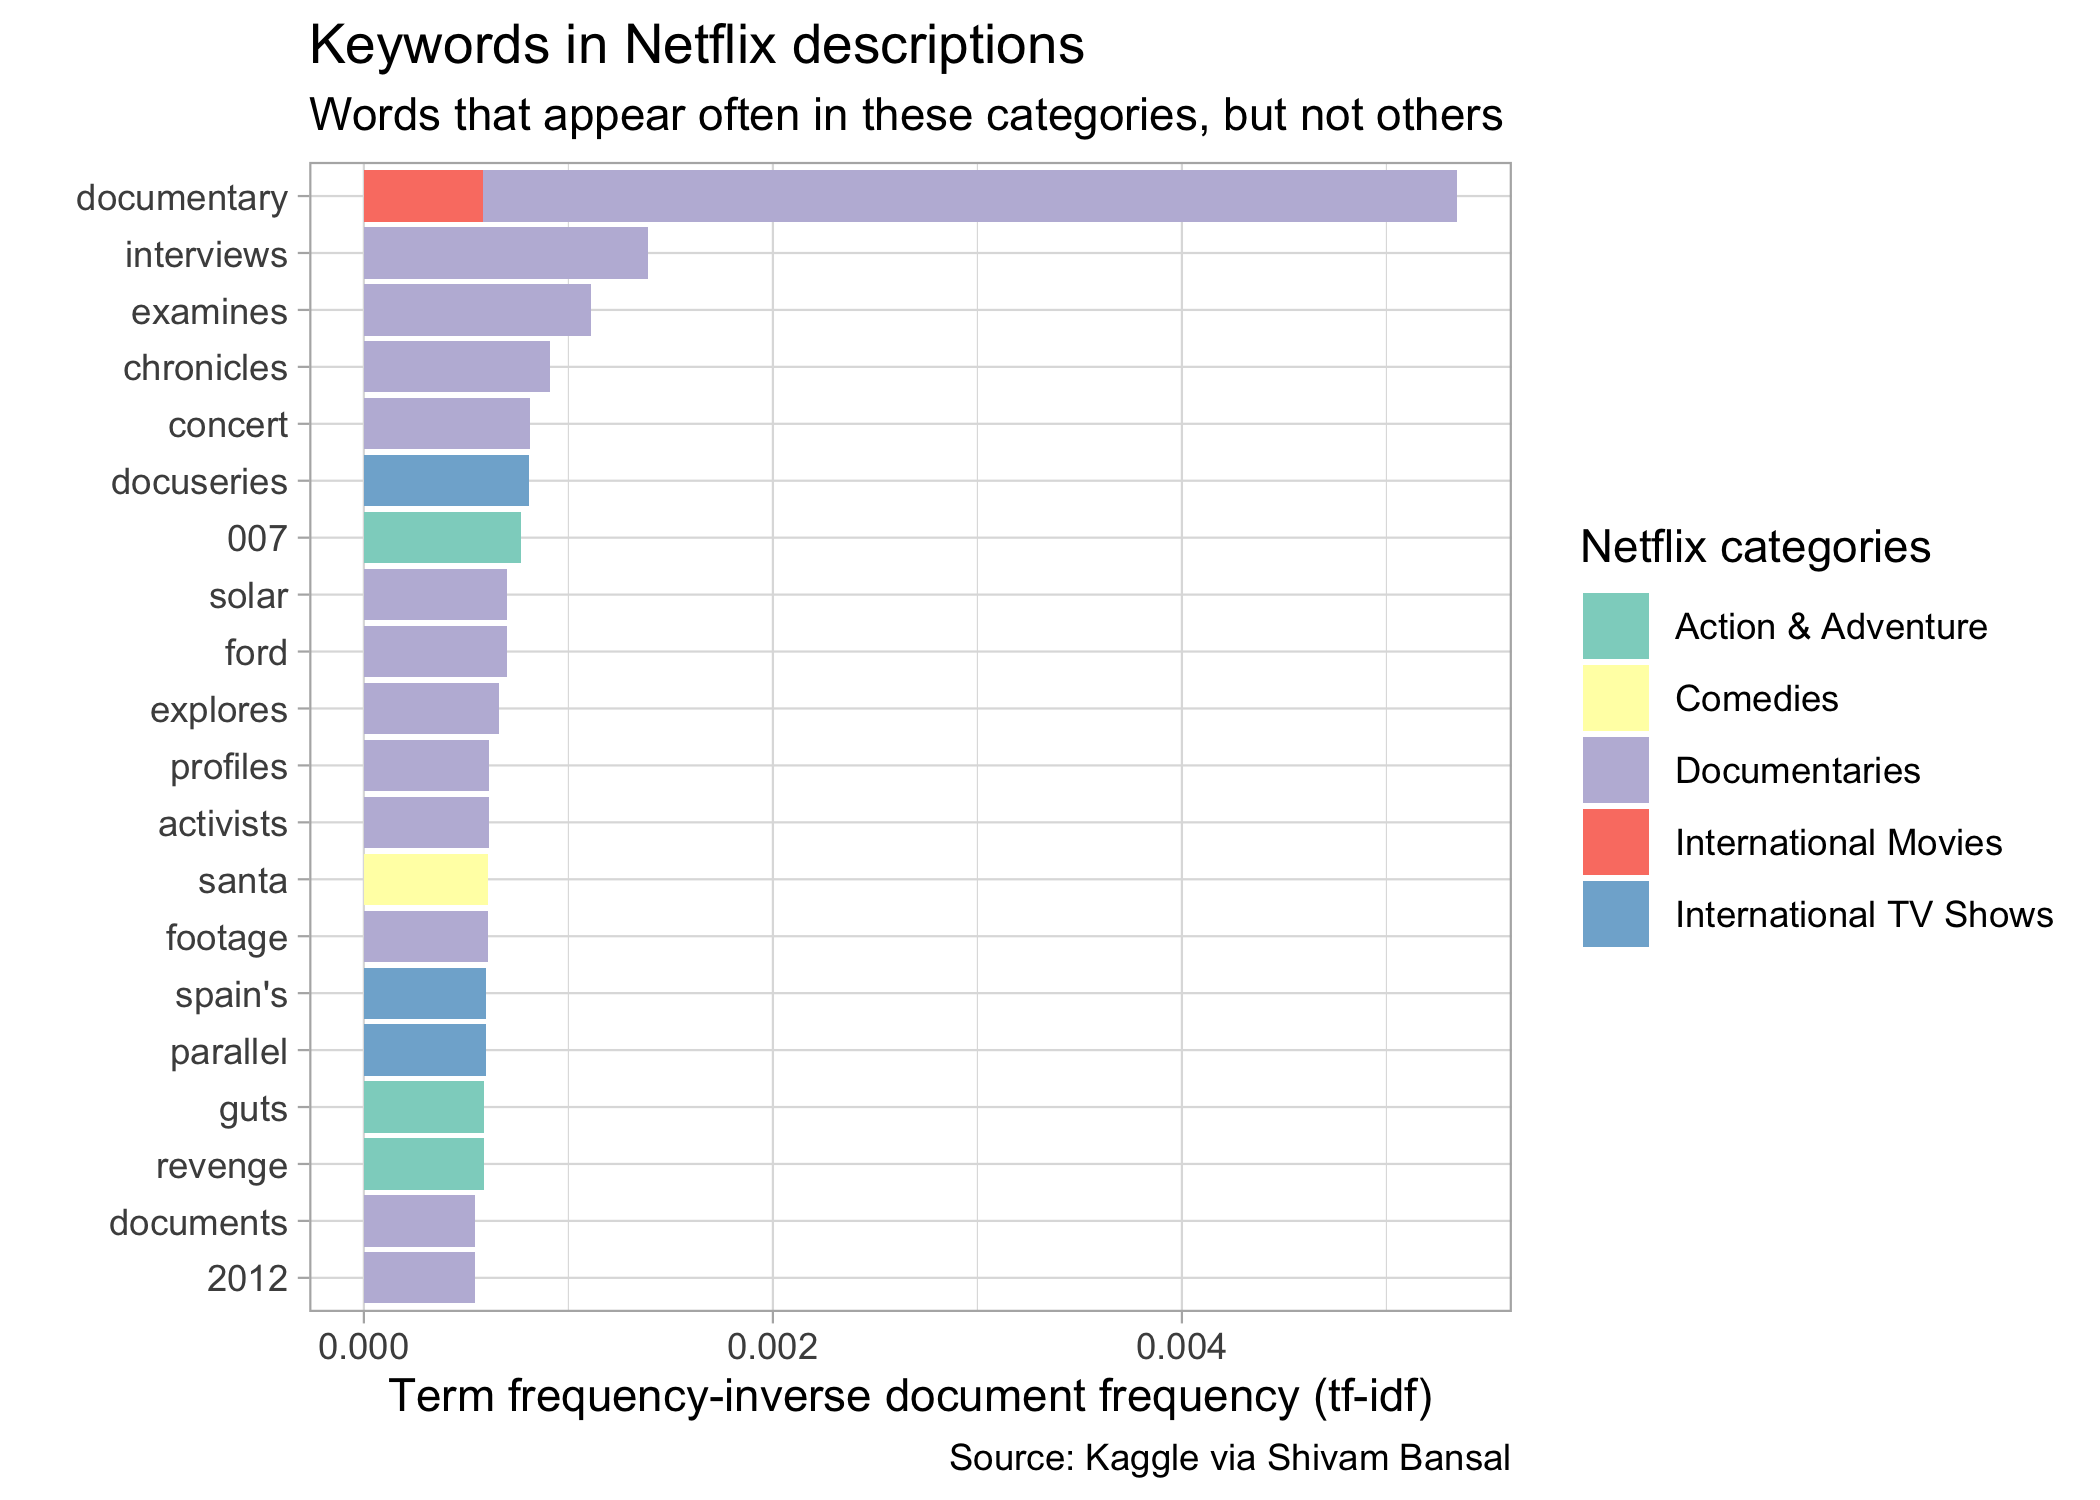 Keywords in Netflix descriptions
Words that appear often in these categories, but not others
documentary
interviews
examines
chronicles
concert
docuseries
007
solar
ford
explores
profiles
activists
santa
footage
spain's
parallel
guts
revenge
documents
2012
0.000 0.002 0.004
Term frequency-inverse document frequency (tf-idf)
Source: Kaggle via Shivam Bansal
Netflix categories
Action & Adventure
Comedies
Documentaries
International Movies
International TV Shows